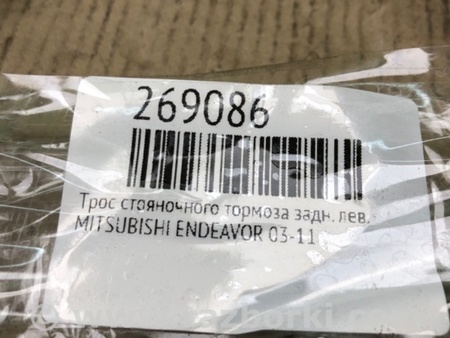 269086
Трос стояночного тормоза задн. лев.-
MITSUBISHI ENDEAVOR 03-11